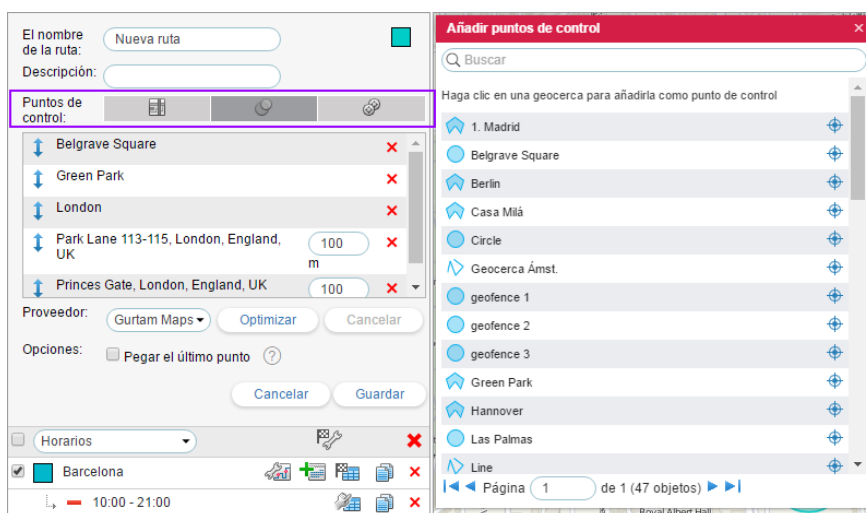 El nombre
de la ruta:
Nueva ruta
Descripción:
Puntos de
control:
Belgrave Square
Green Park
London
Park Lane 113-115, London, England,
UK
100
m
Princes Gate, London, England, UK
100
Proveedor:
Gurtam Maps
Optimizar
Cancelar
Opciones:
Pegar el último punto
?
Cancelar
Guardar
Horarios
Barcelona
10:00 - 21:00
Añadir puntos de control
Buscar
Haga clic en una geocerca para añadirla como punto de control
1. Madrid
Belgrave Square
Berlin
Casa Milá
Circle
Geocerca Ámst.
geofence 1
geofence 2
geofence 3
Green Park
Hannover
Las Palmas
Line
Página 1 de 1 (47 objetos)
Royal Albert Hall